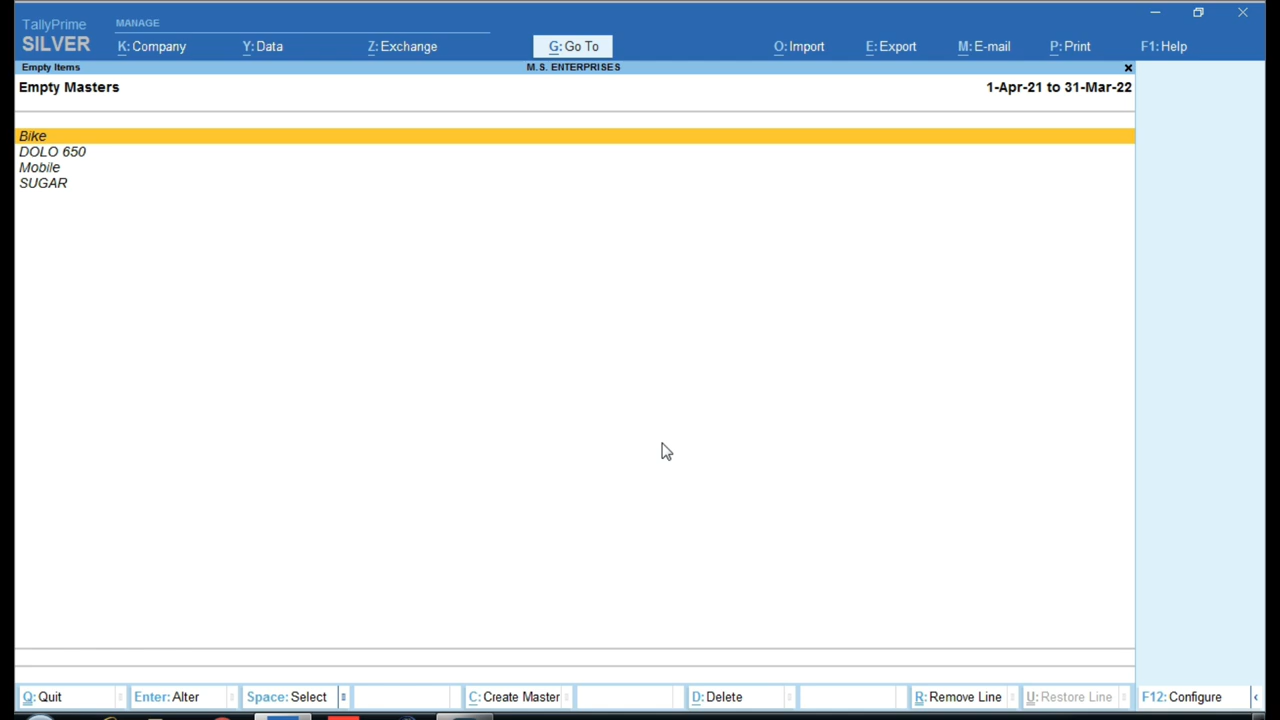 TallyPrime MANAGE
SILVER K: Company Y: Data Z: Exchange G: Go To O: Import E: Export M: E-mail P: Print F1: Help
Empty Items M.S. ENTERPRISES
Empty Masters 1-Apr-21 to 31-Mar-22
Bike
DOLO 650
Mobile
SUGAR
Q: Quit Enter: Alter Space: Select C: Create Master D: Delete R: Remove Line U: Restore Line F12: Configure